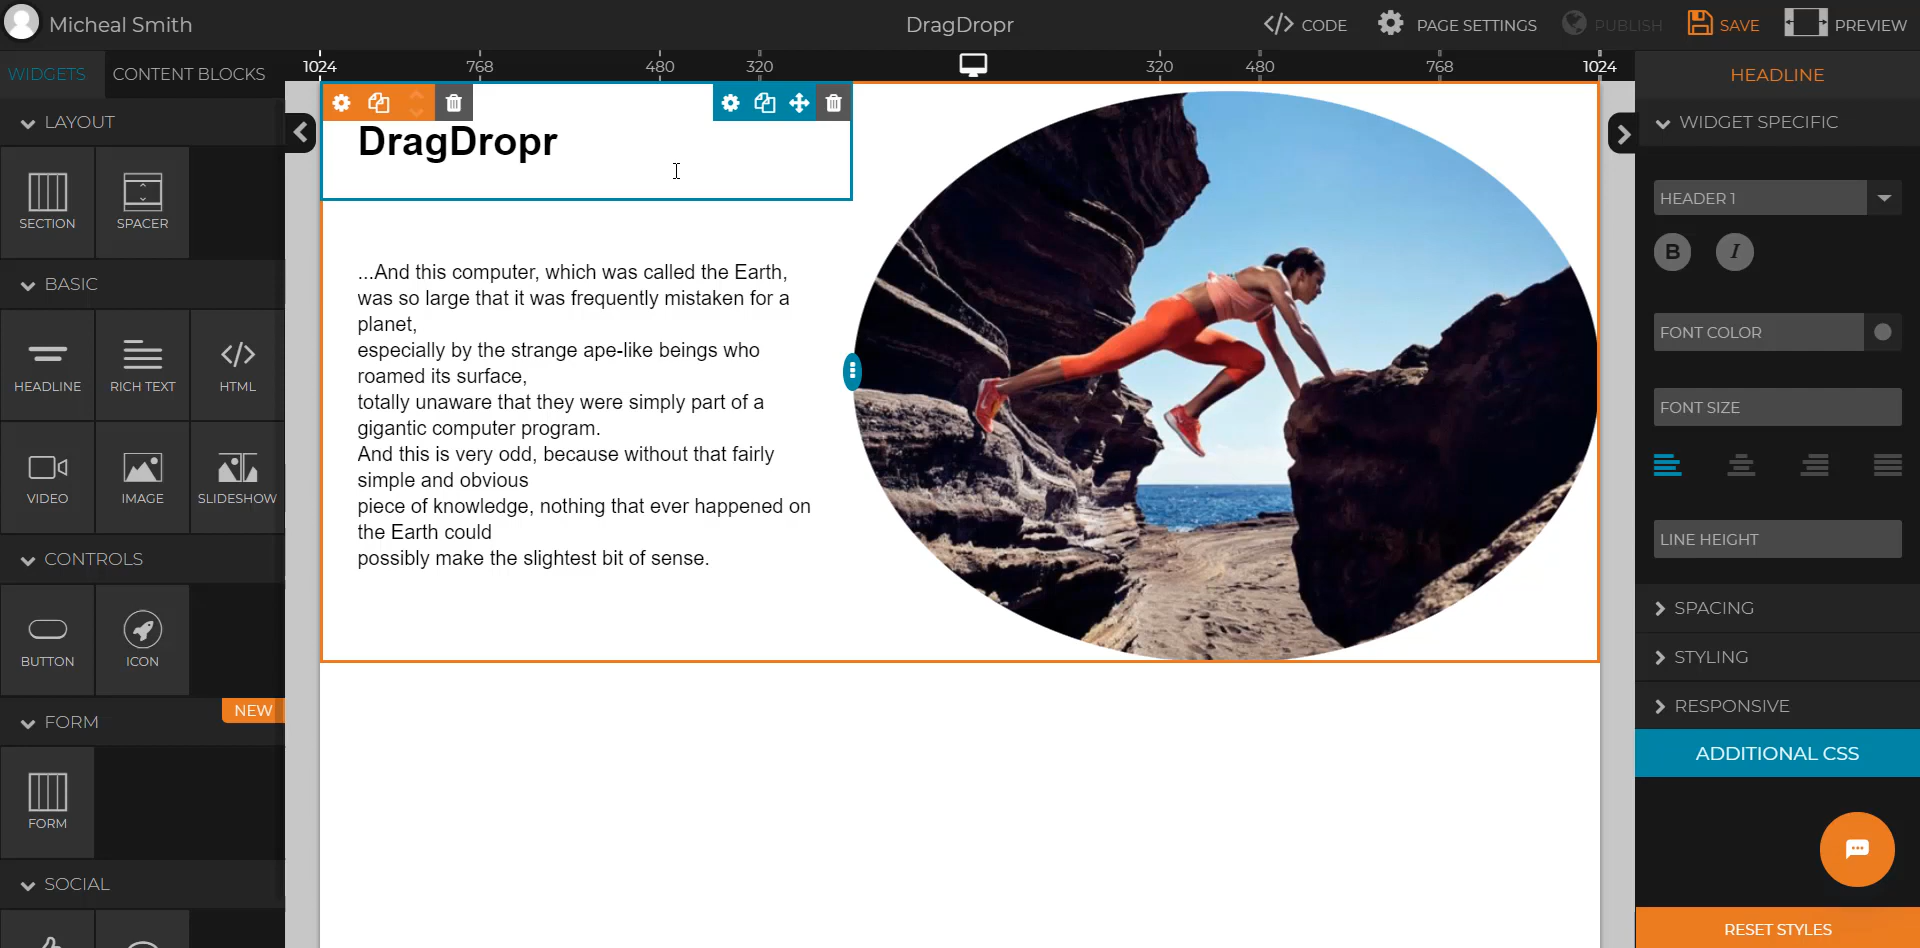 Micheal Smith
DragDropr
CODE
PAGE SETTINGS
PUBLISH
SAVE
PREVIEW
WIDGETS
CONTENT BLOCKS
1024
768
480
320
320
480
768
1024
HEADLINE
LAYOUT
SECTION
SPACER
BASIC
HEADLINE
RICH TEXT
HTML
VIDEO
IMAGE
SLIDESHOW
CONTROLS
BUTTON
ICON
NEW
FORM
FORM
SOCIAL
DragDropr
...And this computer, which was called the Earth,
was so large that it was frequently mistaken for a
planet,
especially by the strange ape-like beings who
roamed its surface,
totally unaware that they were simply part of a
gigantic computer program.
And this is very odd, because without that fairly
simple and obvious
piece of knowledge, nothing that ever happened on
the Earth could
possibly make the slightest bit of sense.
WIDGET SPECIFIC
HEADER 1
B
I
FONT COLOR
FONT SIZE
LINE HEIGHT
SPACING
STYLING
RESPONSIVE
ADDITIONAL CSS
RESET STYLES